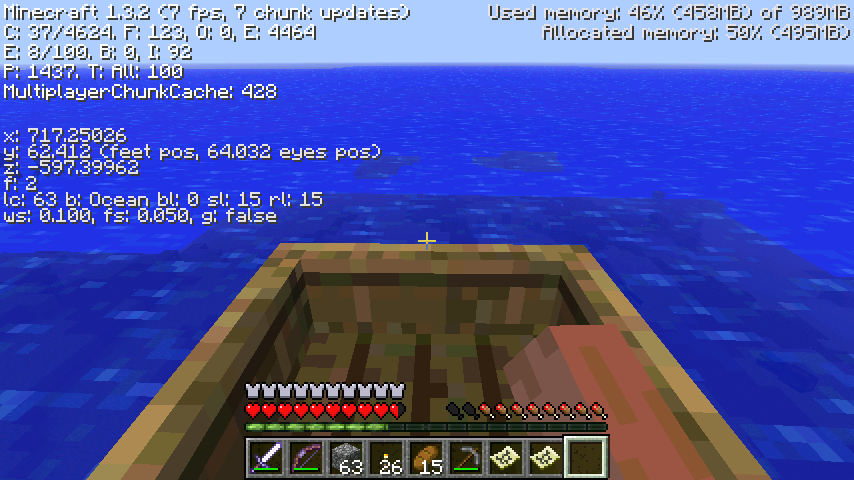 Minecraft 1.3.2 (7 fps, 7 chunk updates)
C: 37/4624. F: 123, O: 0, E: 4464
E: 8/100. B: 0, I: 92
P: 1437. T: All: 100
MultiplayerChunkCache: 428
x: 717.25026
y: 62.412 (feet pos, 64.032 eyes pos)
z: -597.39962
f: 2
lc: 63 b: Ocean bl: 0 sl: 15 rl: 15
ws: 0.100, fs: 0.050, g: false
Used memory: 46% (458MB) of 989MB
Allocated memory: 50% (495MB)
63
26
15